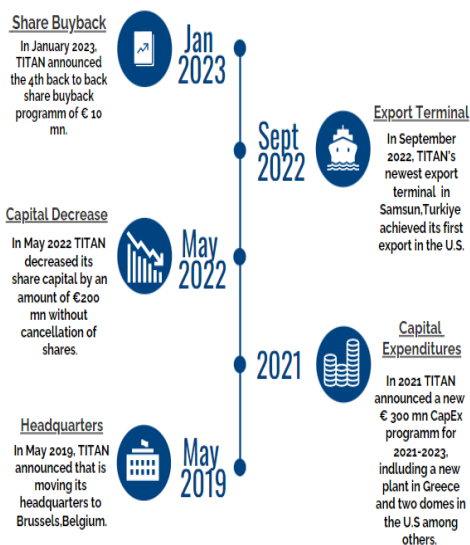 Share Buyback
In January 2023,
TITAN announced
the 4th back to back
share buyback
programm of € 10
mn.
Jan
2023
Export Terminal
In September
2022, TITAN's
newest export
terminal in
Samsun,Turkiye
achieved its first
export in the U.S.
Sept
2022
Capital Decrease
In May 2022 TITAN
decreased its
share capital by an
amount of €200
mn without
cancellation of
shares.
May
2022
Capital
Expenditures
In 2021 TITAN
announced a new
€ 300 mn CapEx
programm for
2021-2023,
inlluding a new
plant in Greece
and two domes in
the U.S among
others.
2021
Headquarters
In May 2019, TITAN
announced that is
moving its
headquarters to
Brussels,Belgium.
May
2019